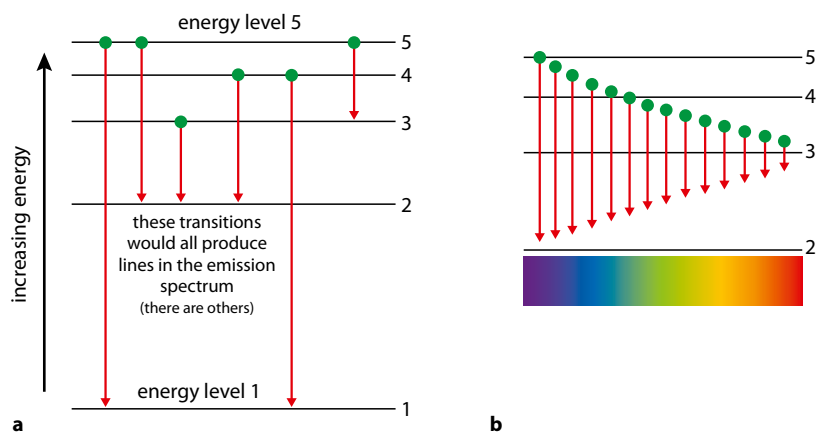 energy level 5
5
4
3
2
these transitions
would all produce
lines in the emission
spectrum
(there are others)
energy level 1
1
increasing energy
a
5
4
3
2
b